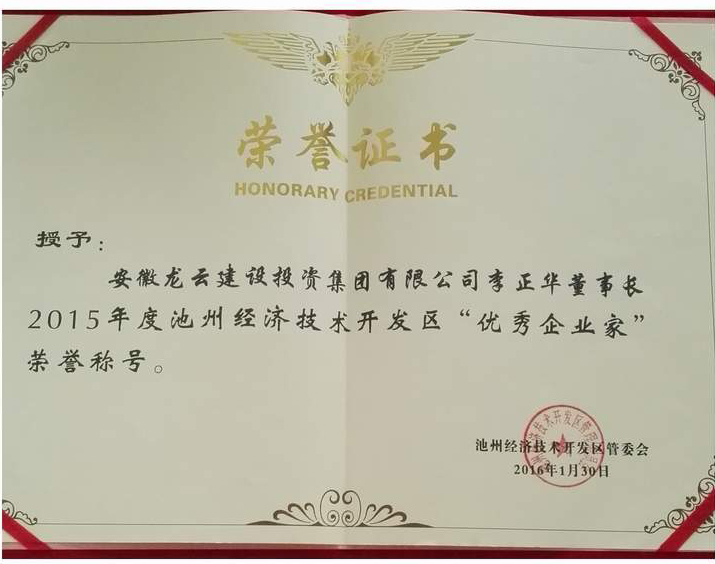 荣誉证书
HONORARY CREDENTIAL
授予：
安徽龙云建设投资集团有限公司李正华董事长
2015年度池州经济技术开发区“优秀企业家”
荣誉称号。
池州经济技术开发区管委会
2016年1月30日